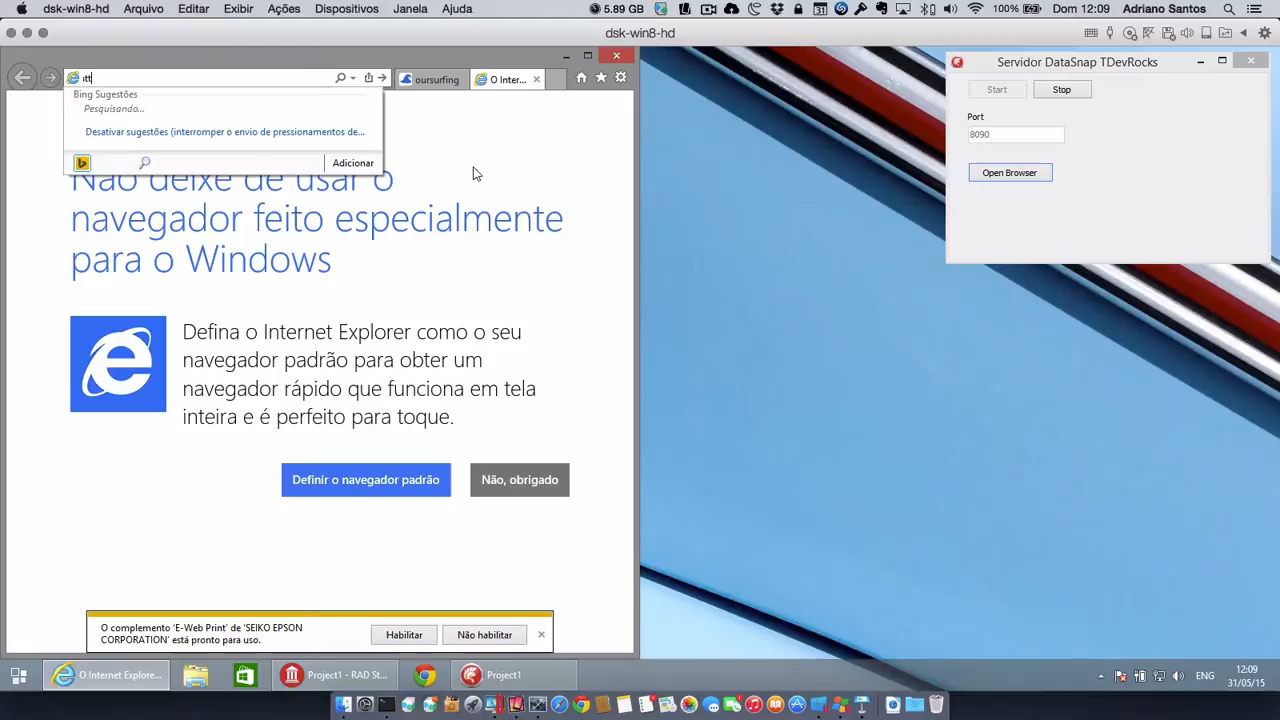 dsk-win8-hd Arquivo Editar Exibir Ações Dispositivos Janela Ajuda 5.89 GB 31 100% Dom 12:09 Adriano Santos
dsk-win8-hd
oursurfing O Inter...
Bing Sugestões
Pesquisando...
Desativar sugestões (interromper o envio de pressionamentos de...
Adicionar
Não deixe de usar o
navegador feito especialmente
para o Windows
Defina o Internet Explorer como o seu
navegador padrão para obter um
navegador rápido que funciona em tela
inteira e é perfeito para toque.
Definir o navegador padrão Não, obrigado
O complemento 'E-Web Print' de 'SEIKO EPSON
CORPORATION' está pronto para uso.
Habilitar Não habilitar
Servidor DataSnap TDevRocks
Start Stop
Port
8090
Open Browser
O Internet Explore... Project1 - RAD St... Project1 ENG
12:09
31/05/15